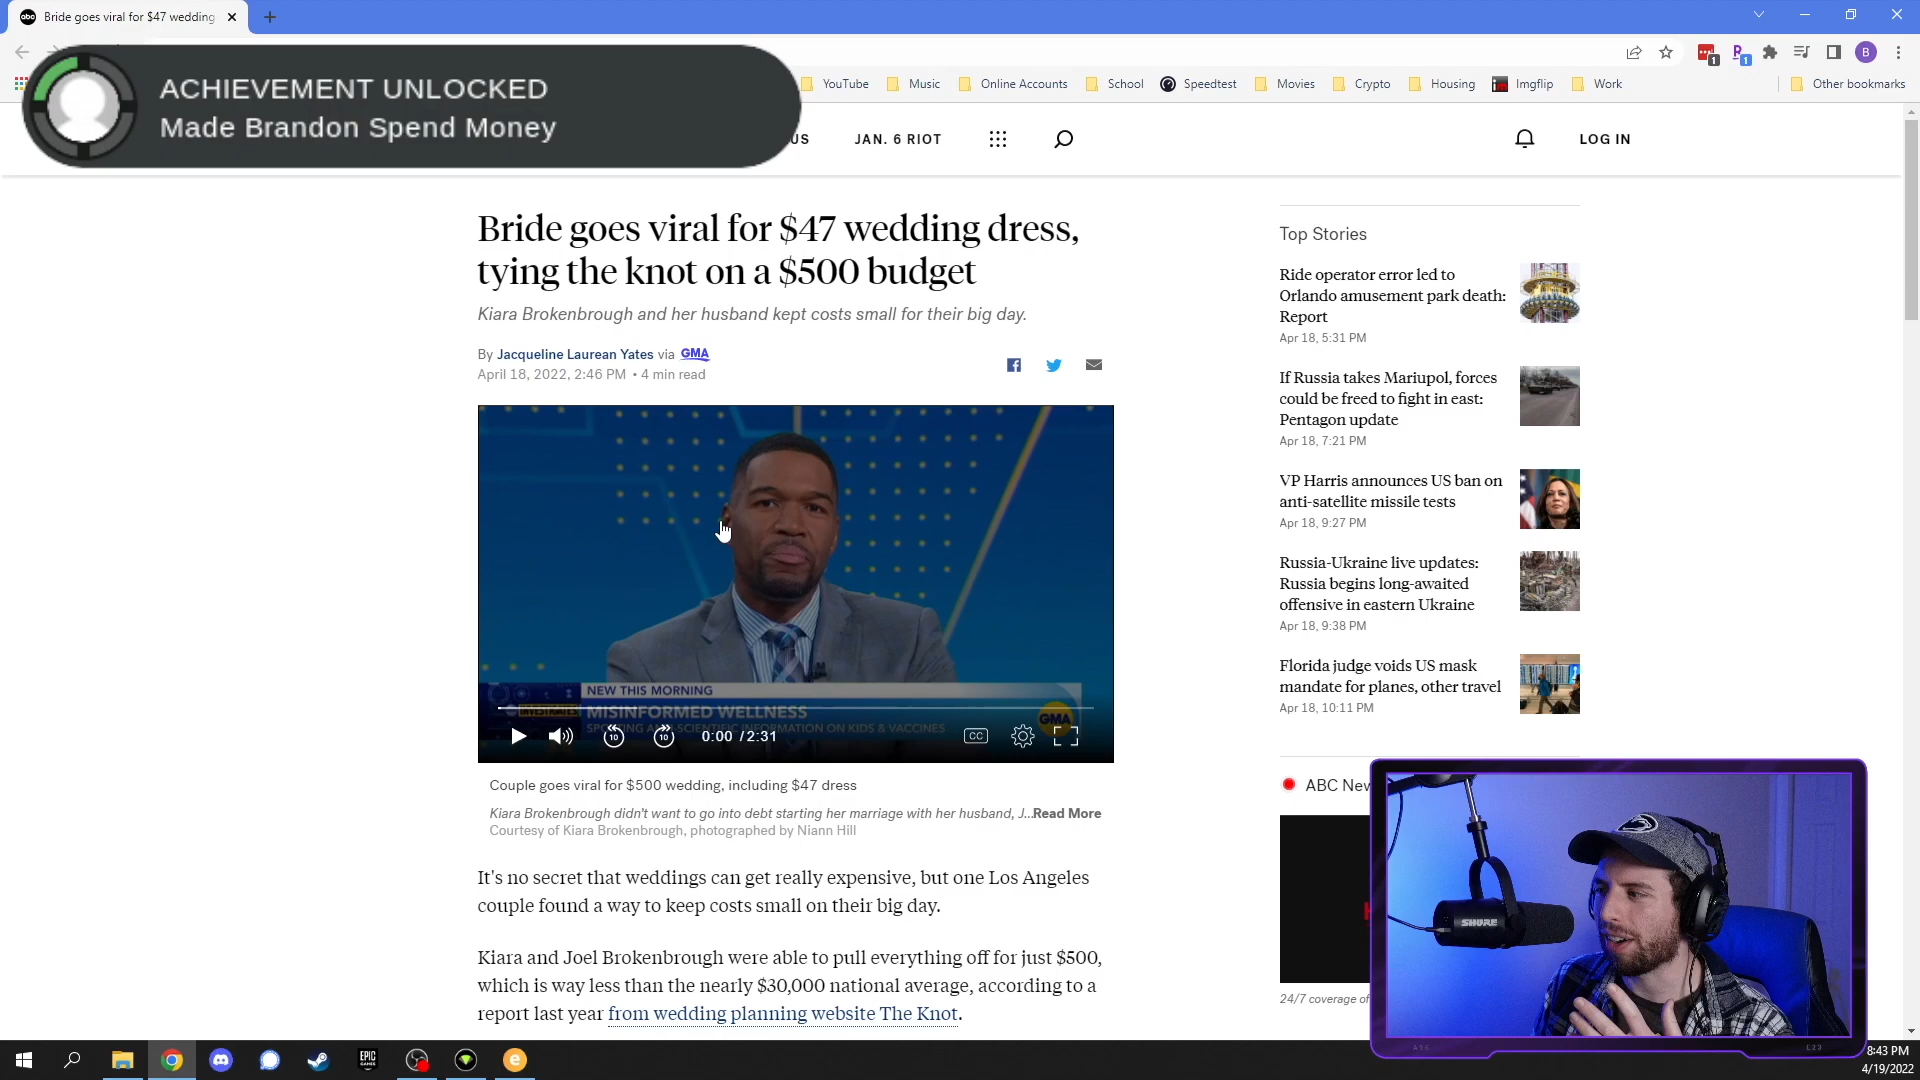 Bride goes viral for $47 wedding
ACHIEVEMENT UNLOCKED
Made Brandon Spend Money
YouTube
Music
Online Accounts
School
Speedtest
Movies
Crypto
Housing
Imgflip
Work
Other bookmarks
US
JAN. 6 RIOT
LOG IN
Bride goes viral for $47 wedding dress,
tying the knot on a $500 budget
Kiara Brokenbrough and her husband kept costs small for their big day.
By Jacqueline Laurean Yates via GMA
April 18, 2022, 2:46 PM • 4 min read
NEW THIS MORNING
MISINFORMED WELLNESS
GMA
10
10
0:00 / 2:31
CC
Couple goes viral for $500 wedding, including $47 dress
Kiara Brokenbrough didn't want to go into debt starting her marriage with her husband, J...Read More
Courtesy of Kiara Brokenbrough, photographed by Niann Hill
It's no secret that weddings can get really expensive, but one Los Angeles
couple found a way to keep costs small on their big day.
Kiara and Joel Brokenbrough were able to pull everything off for just $500,
which is way less than the nearly $30,000 national average, according to a
report last year from wedding planning website The Knot.
Top Stories
Ride operator error led to
Orlando amusement park death:
Report
Apr 18, 5:31 PM
If Russia takes Mariupol, forces
could be freed to fight in east:
Pentagon update
Apr 18, 7:21 PM
VP Harris announces US ban on
anti-satellite missile tests
Apr 18, 9:27 PM
Russia-Ukraine live updates:
Russia begins long-awaited
offensive in eastern Ukraine
Apr 18, 9:38 PM
Florida judge voids US mask
mandate for planes, other travel
Apr 18, 10:11 PM
ABC New
24/7 coverage of
SHURE
EPIC
GAMES
8:43 PM
4/19/2022